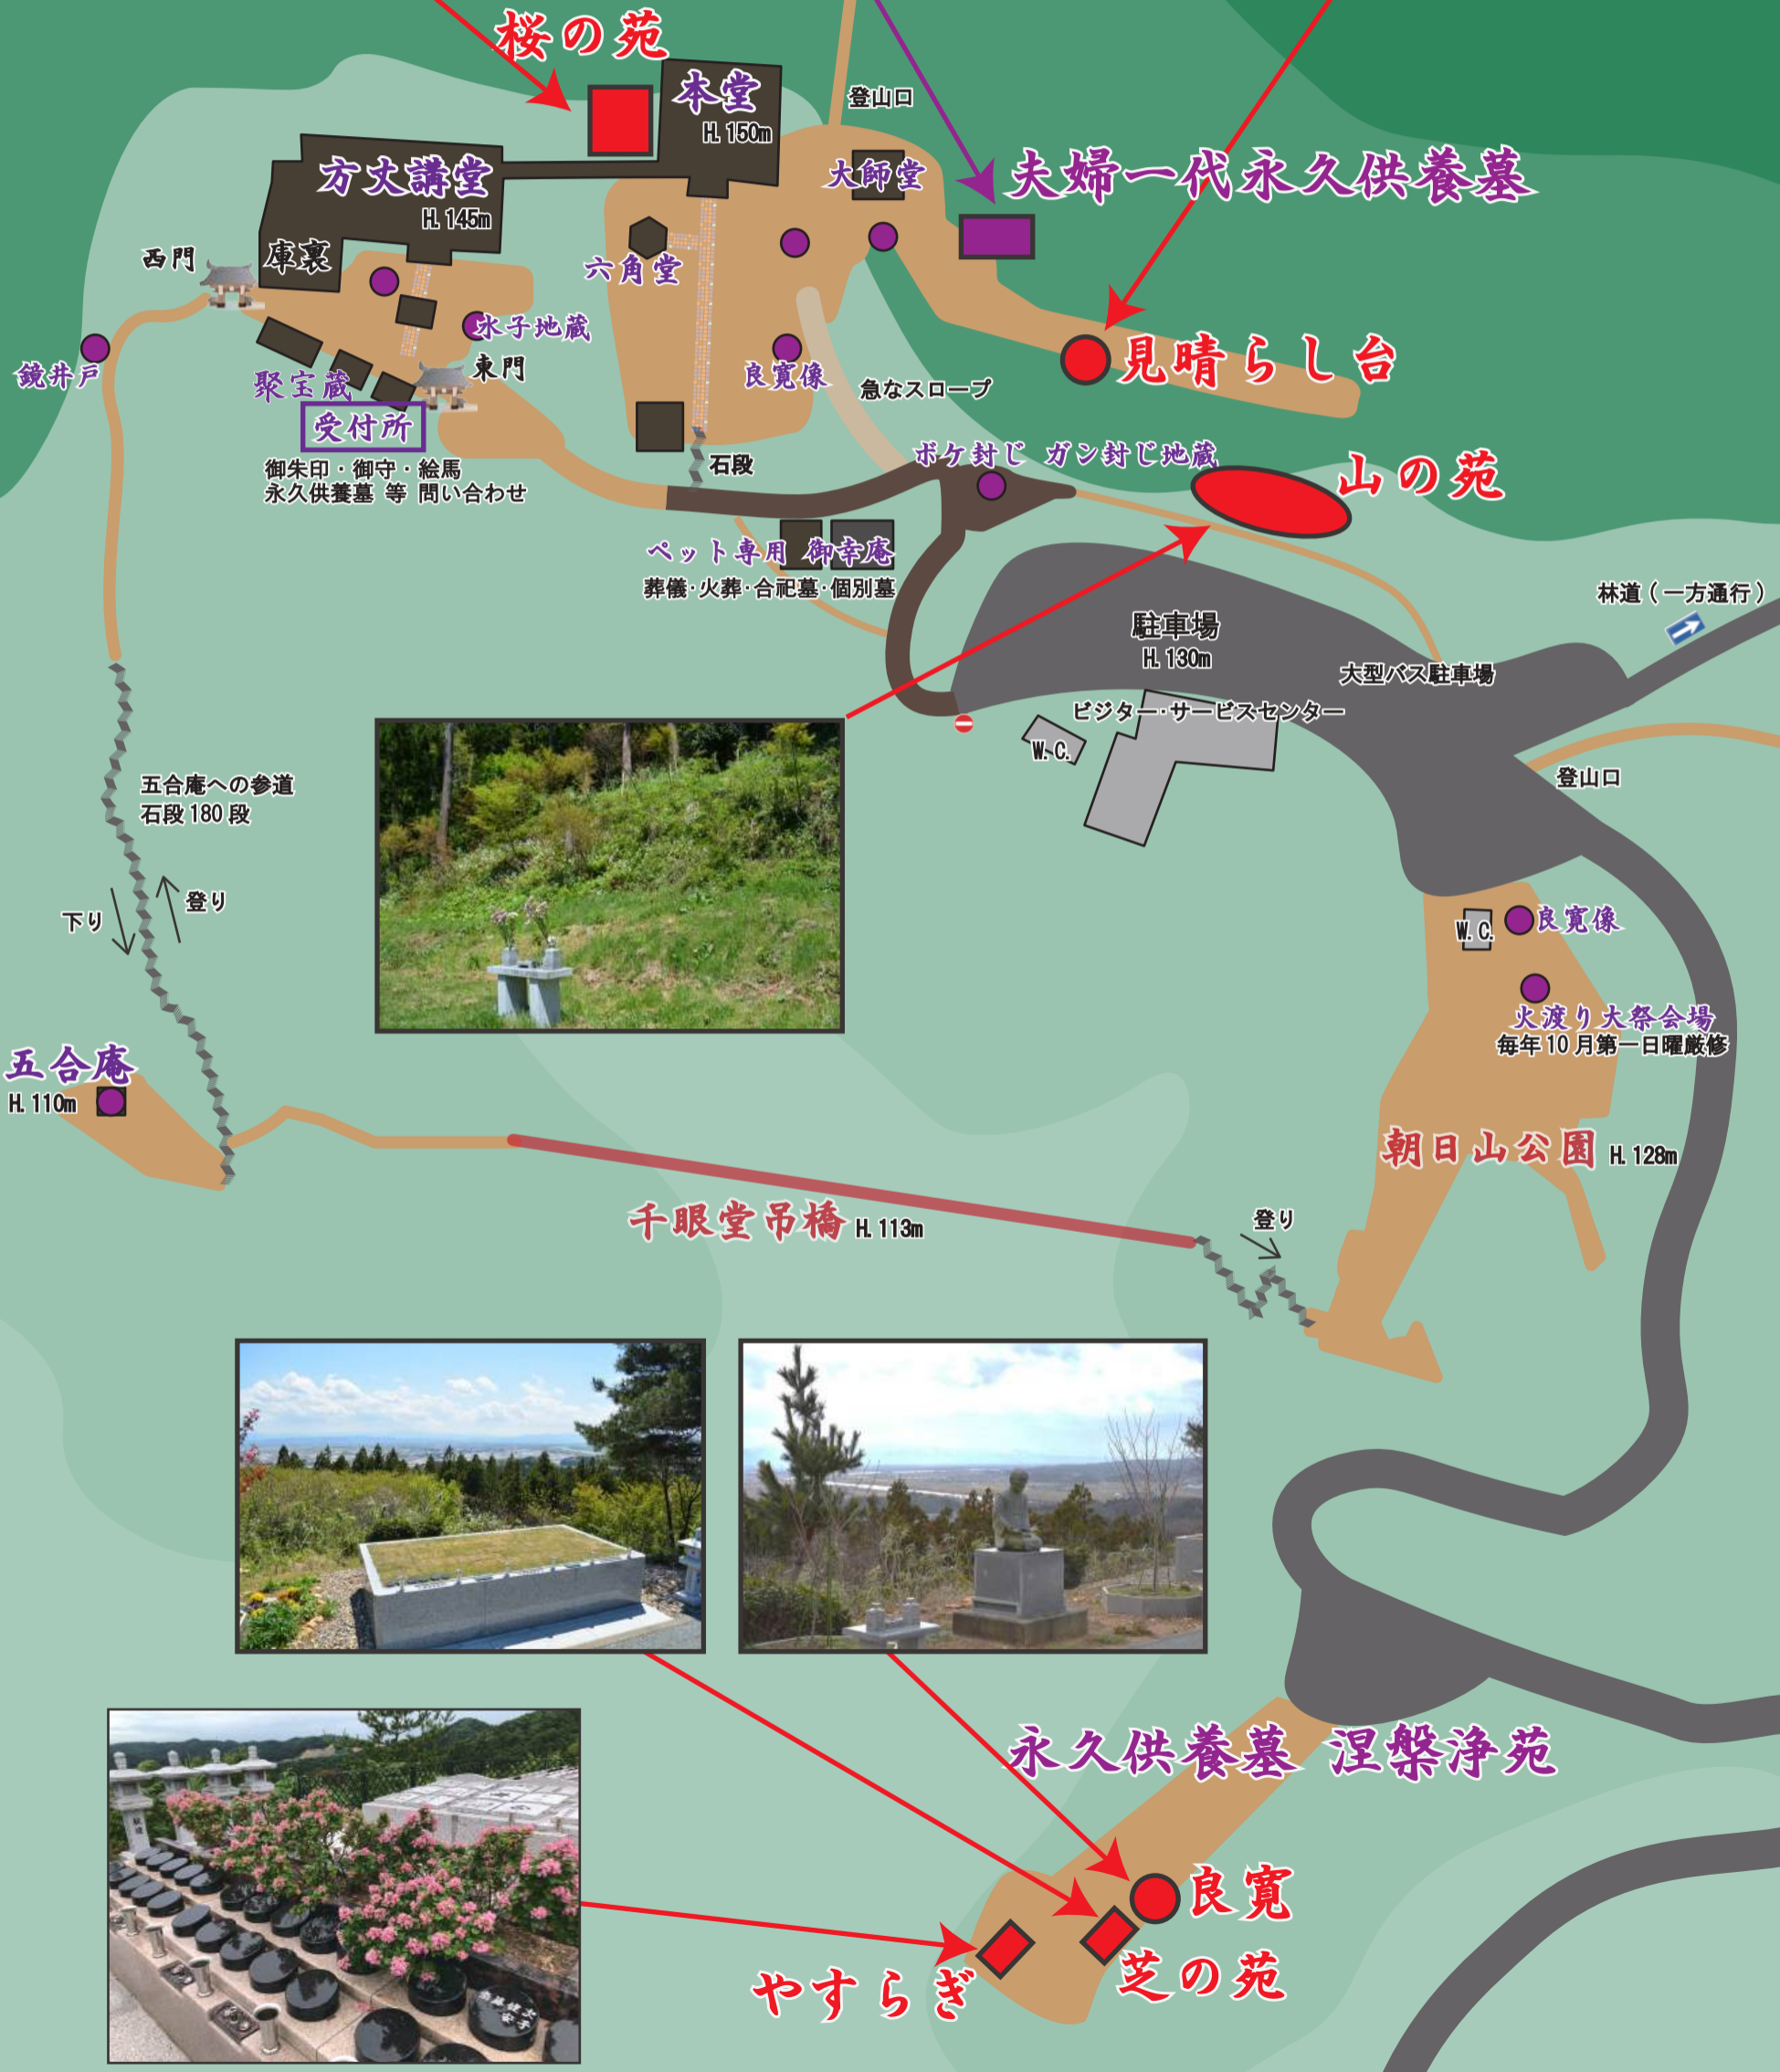 桜の苑
本堂
H.150m
登山口
方丈講堂
H.145m
大師堂
夫婦一代永久供養墓
西門
庫裏
六角堂
水子地蔵
鏡井戸
聚宝蔵
東門
良寛像
見晴らし台
急なスロープ
受付所
御朱印・御守・絵馬
永久供養墓 等 問い合わせ
石段
ボケ封じ ガン封じ地蔵
山の苑
ペット専用 御幸庵
葬儀・火葬・合祀墓・個別墓
林道(一方通行)
駐車場
H.130m
大型バス駐車場
ビジター・サービスセンター
W.C.
登山口
五合庵への参道
石段180段
下り
登り
W.C.
良寛像
火渡り大祭会場
毎年10月第一日曜厳修
五合庵
H.110m
朝日山公園 H.128m
千眼堂吊橋 H.113m
登り
永久供養墓 涅槃浄苑
良寛
芝の苑
やすらぎ